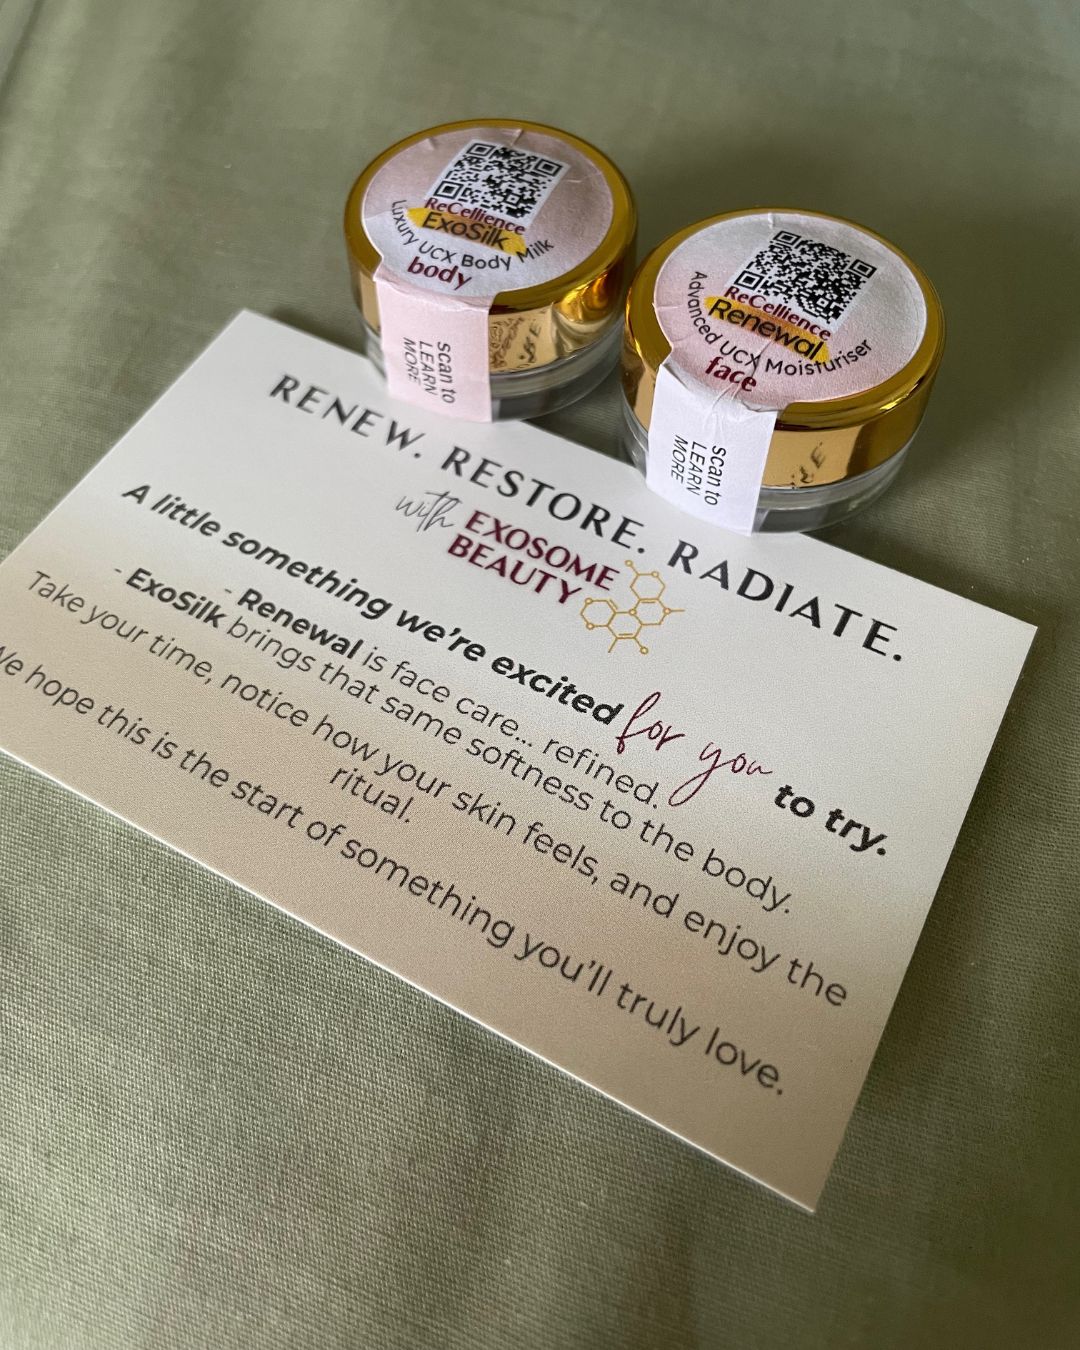 ReCellience
ExoSilk
Luxury UCX Body Milk
body
scan to
LEARN
MORE
ReCellience
Renewal
Advanced UCX Moisturiser
face
scan to
LEARN
MORE
RENEW. RESTORE. RADIATE.
with EXOSOME
BEAUTY
A little something we're excited for you to try.
- Renewal is face care... refined.
- ExoSilk brings that same softness to the body.
Take your time, notice how your skin feels, and enjoy the
ritual.
We hope this is the start of something you'll truly love.